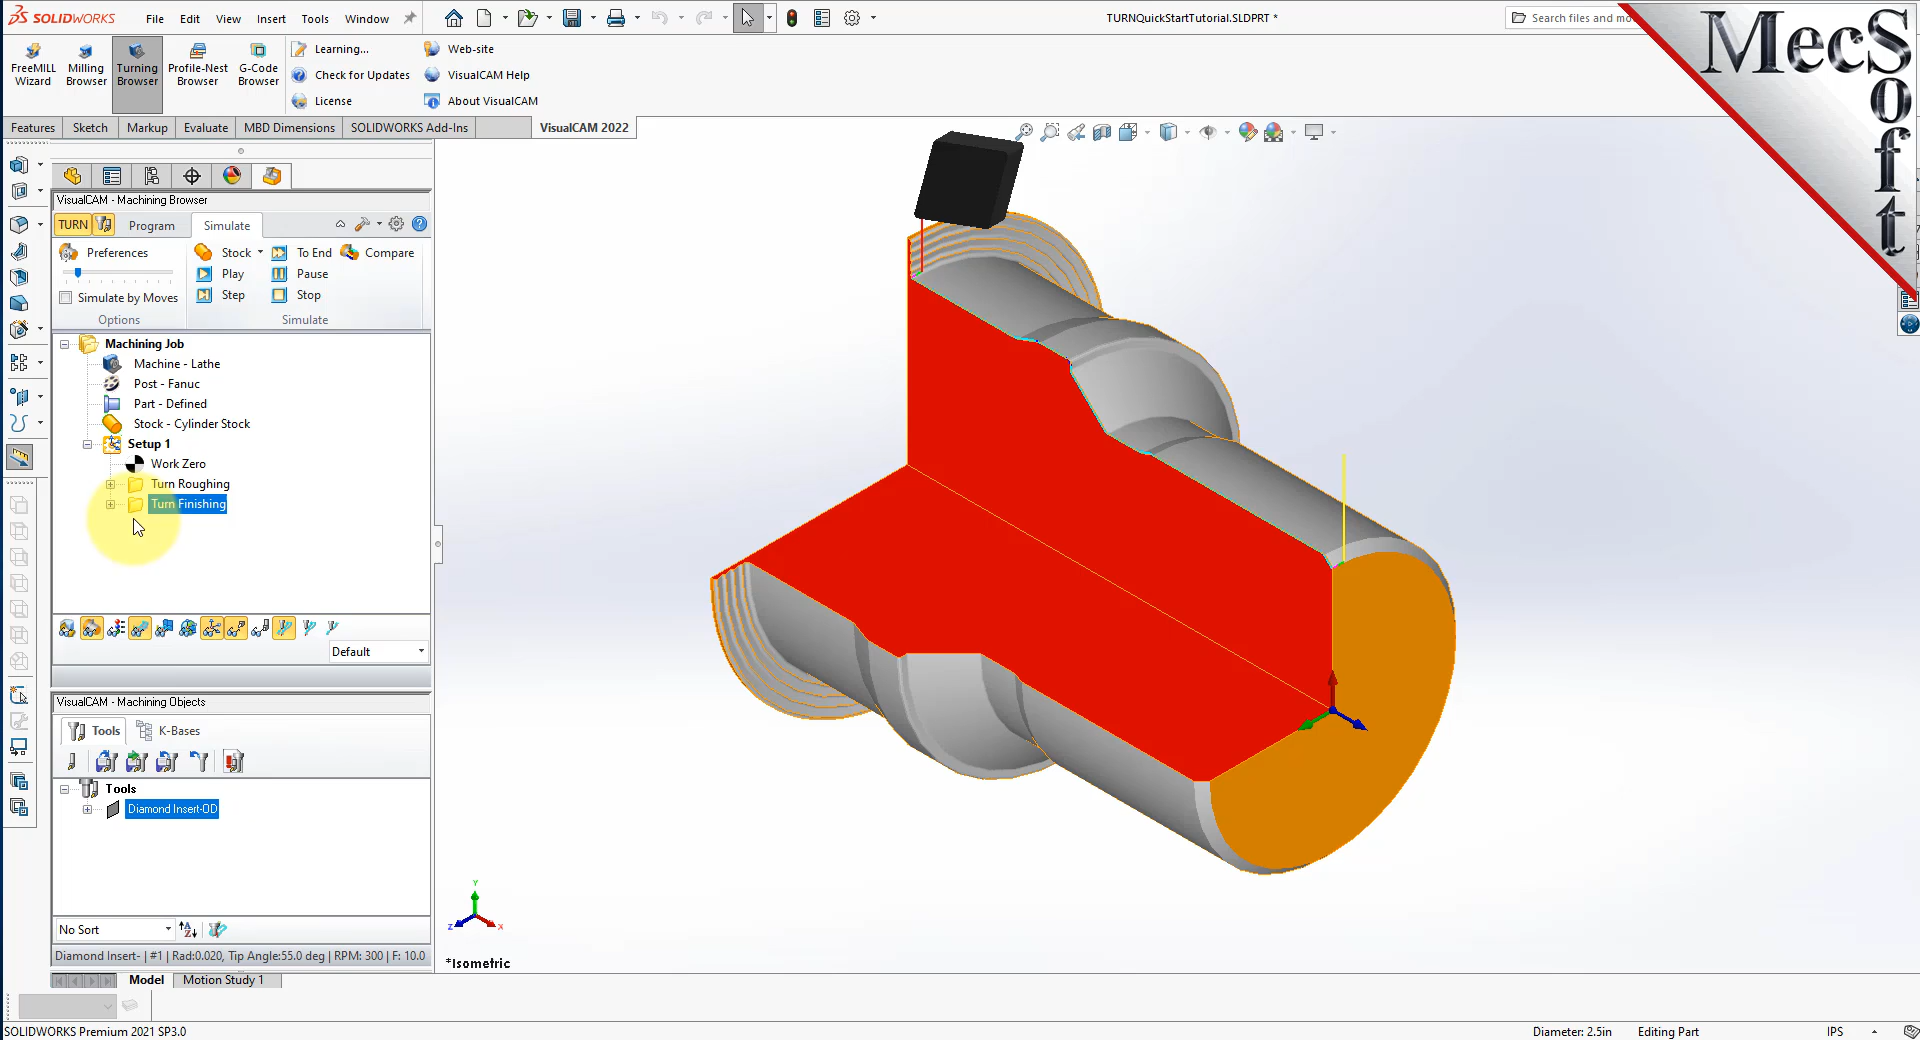 SOLIDWORKS File Edit View Insert Tools Window
TURNQuickStartTutorial.SLDPRT *
Search files and mo
MecSoft
FreeMILL Wizard
Milling Browser
Turning Browser
Profile-Nest Browser
G-Code Browser
Learning...
Check for Updates
License
Web-site
VisualCAM Help
About VisualCAM
Features Sketch Markup Evaluate MBD Dimensions SOLIDWORKS Add-Ins VisualCAM 2022
VisualCAM - Machining Browser
TURN Program Simulate
Preferences Stock To End Compare
Play Pause
Simulate by Moves Step Stop
Options Simulate
Machining Job
Machine - Lathe
Post - Fanuc
Part - Defined
Stock - Cylinder Stock
Setup 1
Work Zero
Turn Roughing
Turn Finishing
Default
VisualCAM - Machining Objects
Tools K-Bases
Tools
Diamond Insert-OD
No Sort
Diamond Insert- | #1 | Rad:0.020, Tip Angle:55.0 deg | RPM: 300 | F: 10.0
Y
Z X
*Isometric
Model Motion Study 1
SOLIDWORKS Premium 2021 SP3.0
Diameter: 2.5in Editing Part IPS